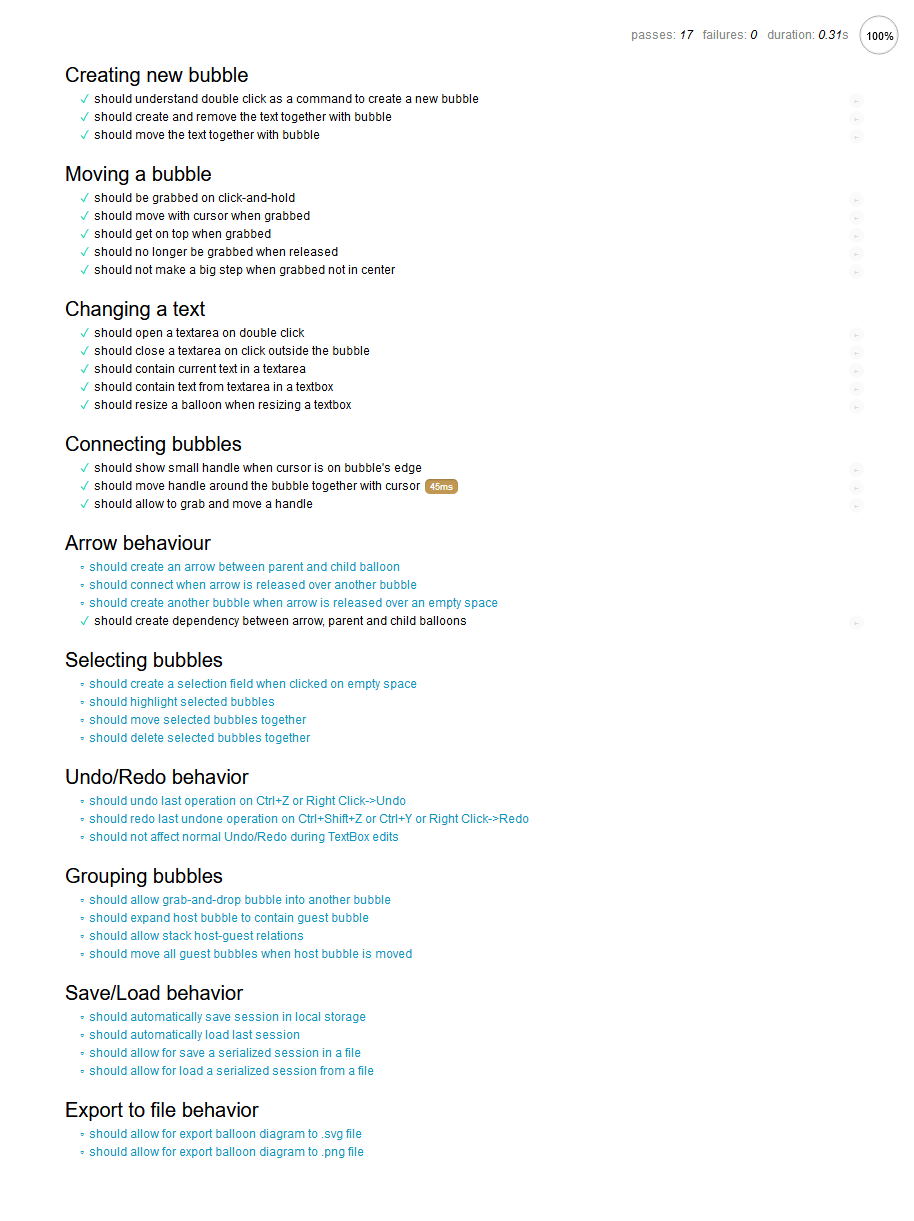 passes: 17 failures: 0 duration: 0.31s 100%
Creating new bubble
✓ should understand double click as a command to create a new bubble
✓ should create and remove the text together with bubble
✓ should move the text together with bubble
Moving a bubble
✓ should be grabbed on click-and-hold
✓ should move with cursor when grabbed
✓ should get on top when grabbed
✓ should no longer be grabbed when released
✓ should not make a big step when grabbed not in center
Changing a text
✓ should open a textarea on double click
✓ should close a textarea on click outside the bubble
✓ should contain current text in a textarea
✓ should contain text from textarea in a textbox
✓ should resize a balloon when resizing a textbox
Connecting bubbles
✓ should show small handle when cursor is on bubble's edge
✓ should move handle around the bubble together with cursor 45ms
✓ should allow to grab and move a handle
Arrow behaviour
should create an arrow between parent and child balloon
should connect when arrow is released over another bubble
should create another bubble when arrow is released over an empty space
✓ should create dependency between arrow, parent and child balloons
Selecting bubbles
should create a selection field when clicked on empty space
should highlight selected bubbles
should move selected bubbles together
should delete selected bubbles together
Undo/Redo behavior
should undo last operation on Ctrl+Z or Right Click->Undo
should redo last undone operation on Ctrl+Shift+Z or Ctrl+Y or Right Click->Redo
should not affect normal Undo/Redo during TextBox edits
Grouping bubbles
should allow grab-and-drop bubble into another bubble
should expand host bubble to contain guest bubble
should allow stack host-guest relations
should move all guest bubbles when host bubble is moved
Save/Load behavior
should automatically save session in local storage
should automatically load last session
should allow for save a serialized session in a file
should allow for load a serialized session from a file
Export to file behavior
should allow for export balloon diagram to .svg file
should allow for export balloon diagram to .png file